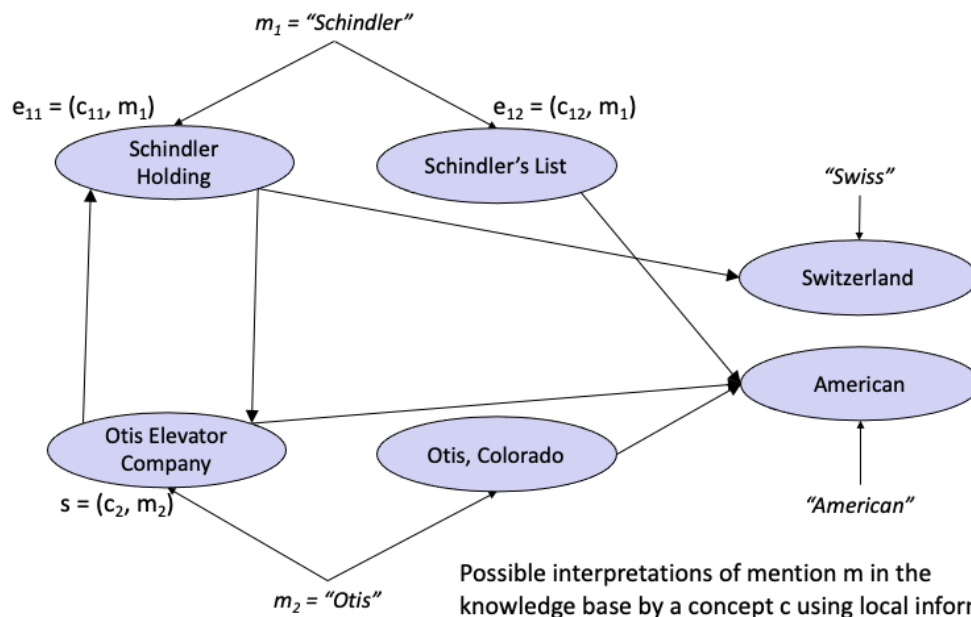 m₁ = “Schindler”
e₁₁ = (c₁₁, m₁)
e₁₂ = (c₁₂, m₁)
Schindler
Holding
Schindler’s List
“Swiss”
Switzerland
American
Otis Elevator
Company
Otis, Colorado
s = (c₂, m₂)
“American”
m₂ = “Otis”
Possible interpretations of mention m in the
knowledge base by a concept c using local infor